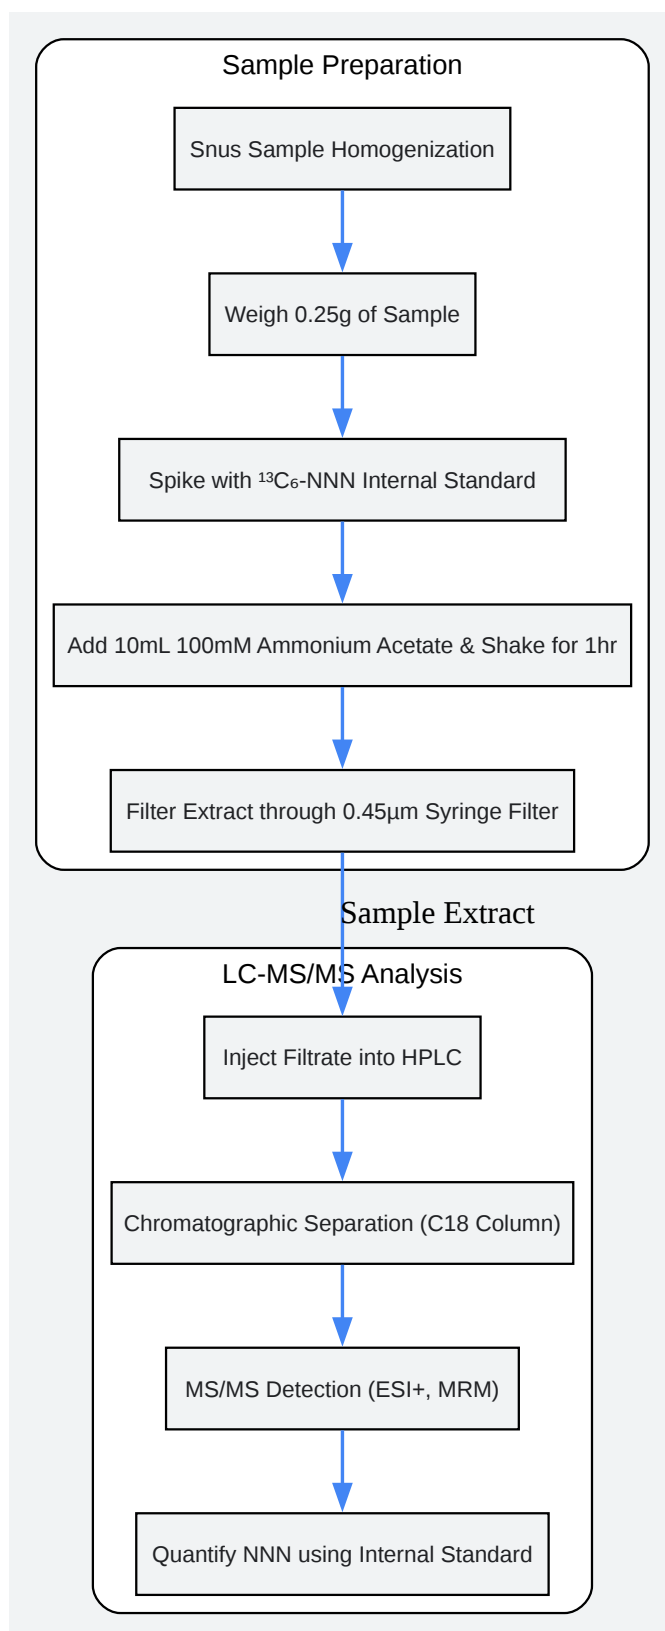 Sample Preparation
Snus Sample Homogenization
Weigh 0.25g of Sample
Spike with ¹³C₆-NNN Internal Standard
Add 10mL 100mM Ammonium Acetate & Shake for 1hr
Filter Extract through 0.45µm Syringe Filter
Sample Extract
LC-MS/MS Analysis
Inject Filtrate into HPLC
Chromatographic Separation (C18 Column)
MS/MS Detection (ESI+, MRM)
Quantify NNN using Internal Standard